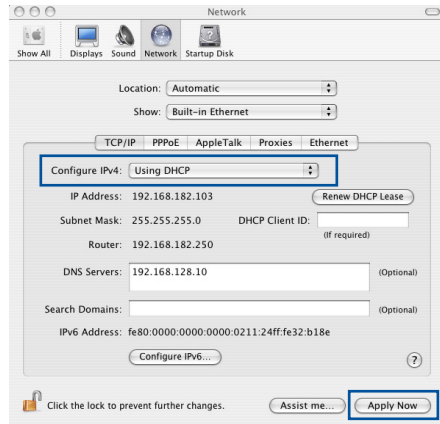 Network
Show All Displays Sound Network Startup Disk
Location: Automatic
Show: Built-in Ethernet
TCP/IP PPPoE AppleTalk Proxies Ethernet
Configure IPv4: Using DHCP
IP Address: 192.168.182.103 Renew DHCP Lease
Subnet Mask: 255.255.255.0 DHCP Client ID:
(If required)
Router: 192.168.182.250
DNS Servers: 192.168.128.10 (Optional)
Search Domains: (Optional)
IPv6 Address: fe80:0000:0000:0000:0211:24ff:fe32:b18e
Configure IPv6...
?
Click the lock to prevent further changes. Assist me... Apply Now